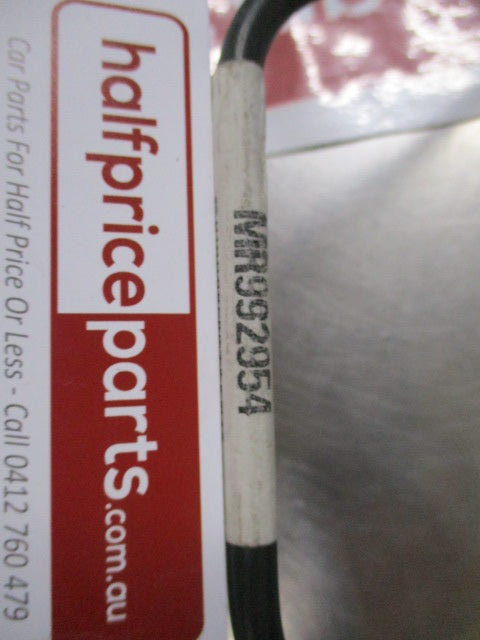 MR992954
halfpriceparts.com.au
Car Parts For Half Price Or Less - Call 0412 760 479